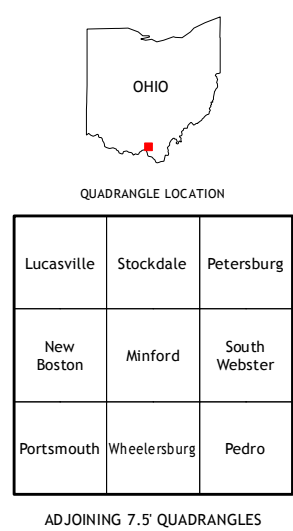 OHIO
QUADRANGLE LOCATION
Lucasville Stockdale Petersburg
New Boston Minford South Webster
Portsmouth Wheelersburg Pedro
ADJOINING 7.5' QUADRANGLES